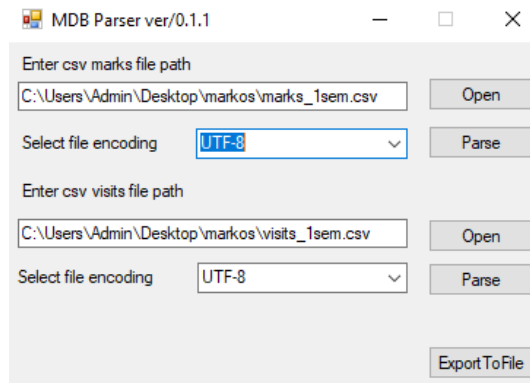 MDB Parser ver/0.1.1
Enter csv marks file path
C:\Users\Admin\Desktop\markos\marks_1sem.csv Open
Select file encoding UTF-8 Parse
Enter csv visits file path
C:\Users\Admin\Desktop\markos\visits_1sem.csv Open
Select file encoding UTF-8 Parse
ExportToFile